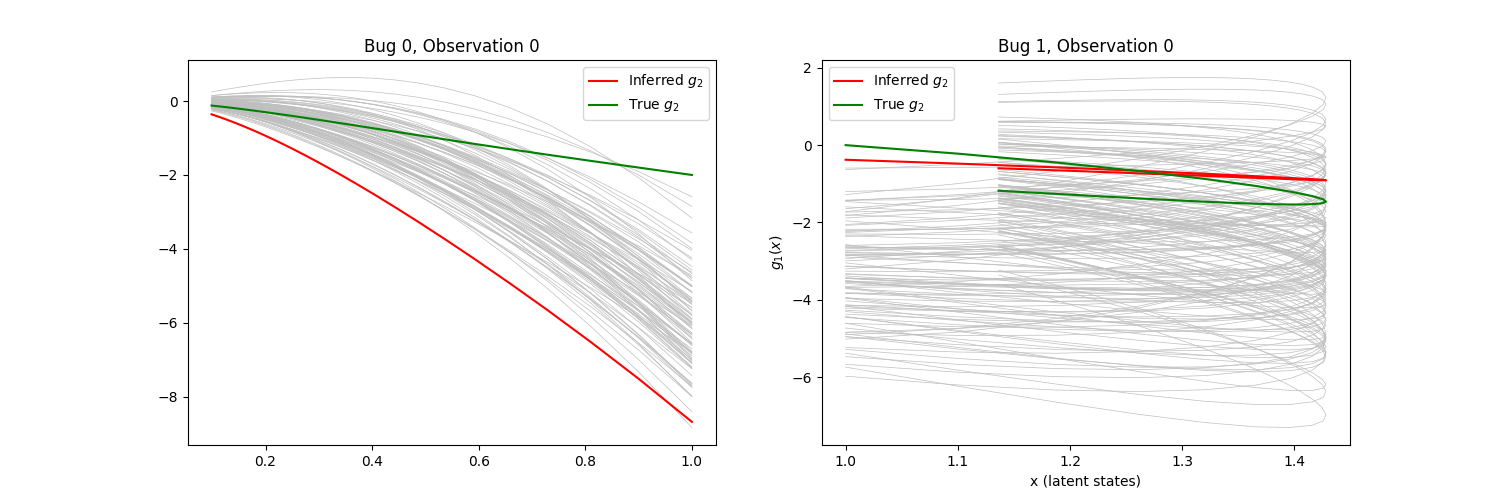 Bug 0, Observation 0
Inferred g₂
True g₂
0
−2
−4
−6
−8
0.2
0.4
0.6
0.8
1.0
Bug 1, Observation 0
Inferred g₂
True g₂
g₁(x)
2
0
−2
−4
−6
1.0
1.1
1.2
1.3
1.4
x (latent states)